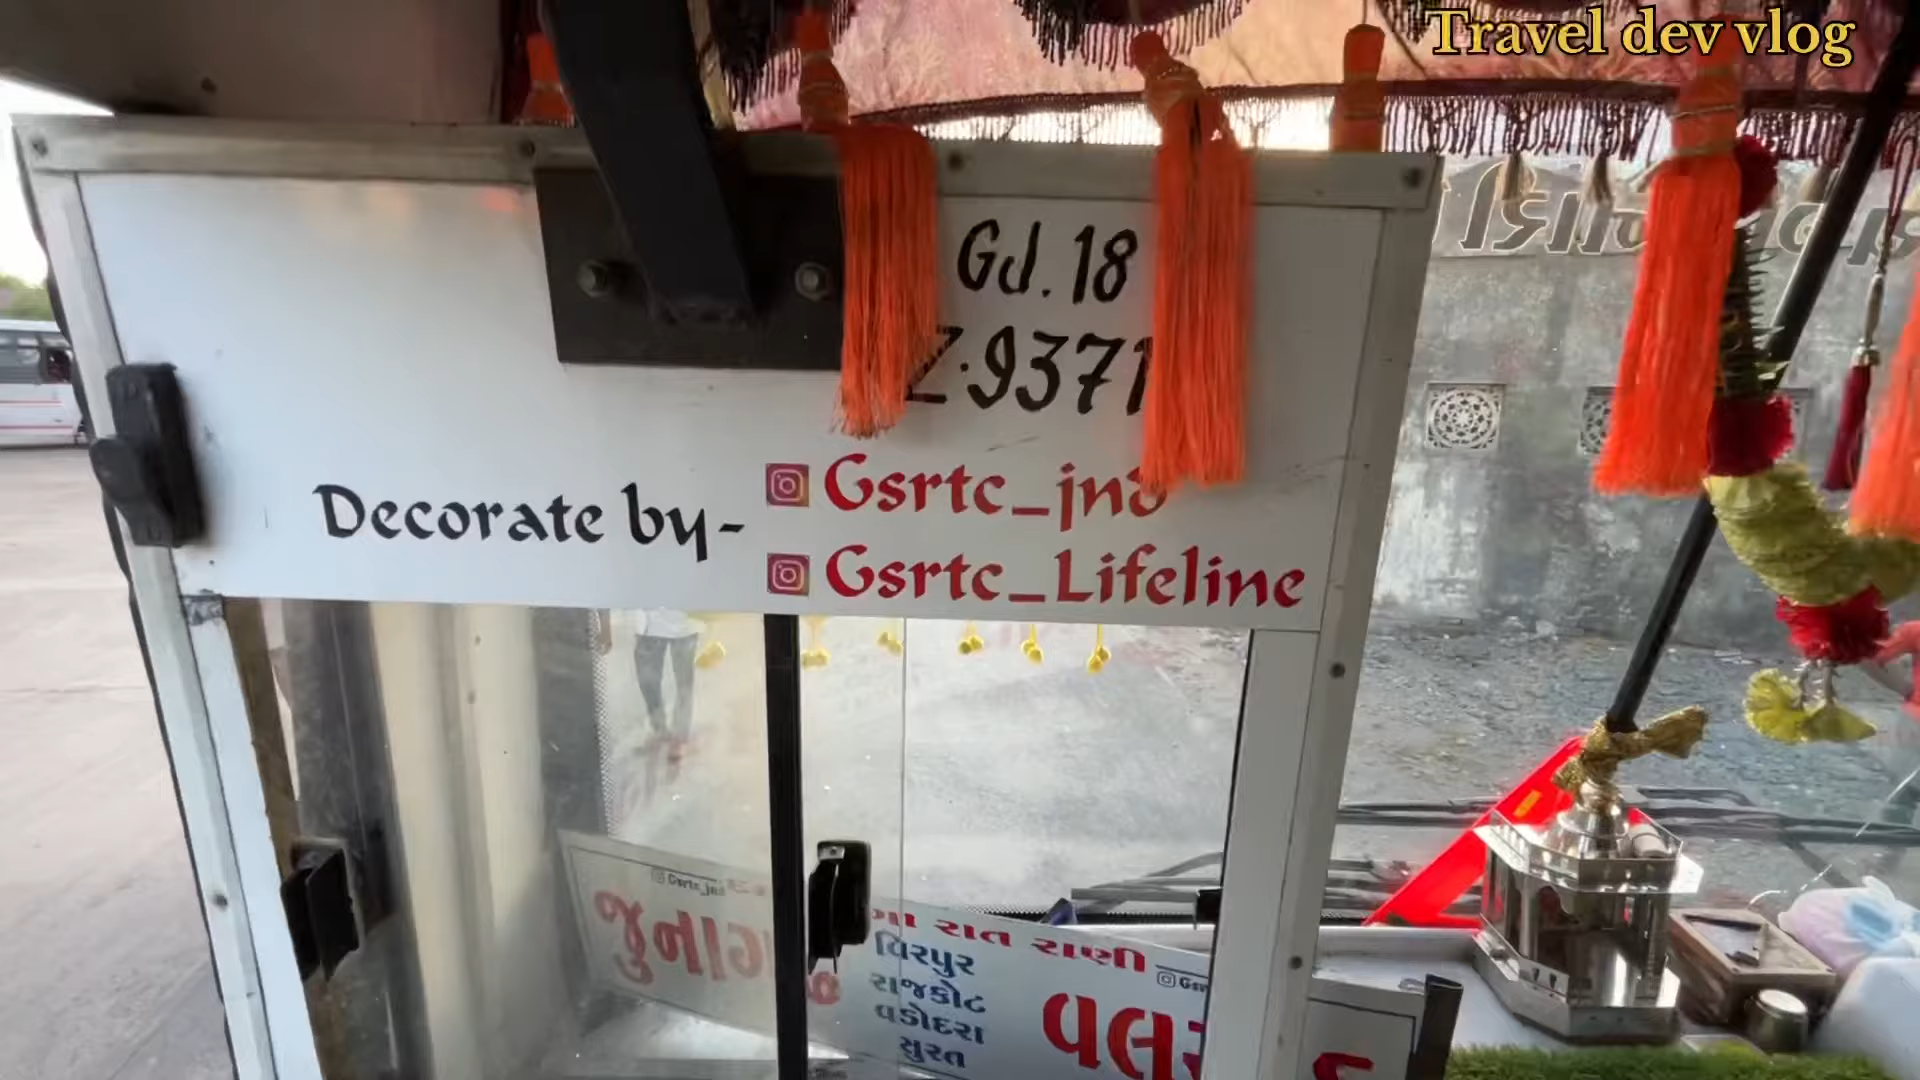 Travel dev vlog
GJ.18
Z.9371
Decorate by-
Gsrtc_jnd
Gsrtc_Lifeline
Gsrtc_jnd
રાત રાણી
વિરપુર
રાજકોટ
વડોદરા
સુરત